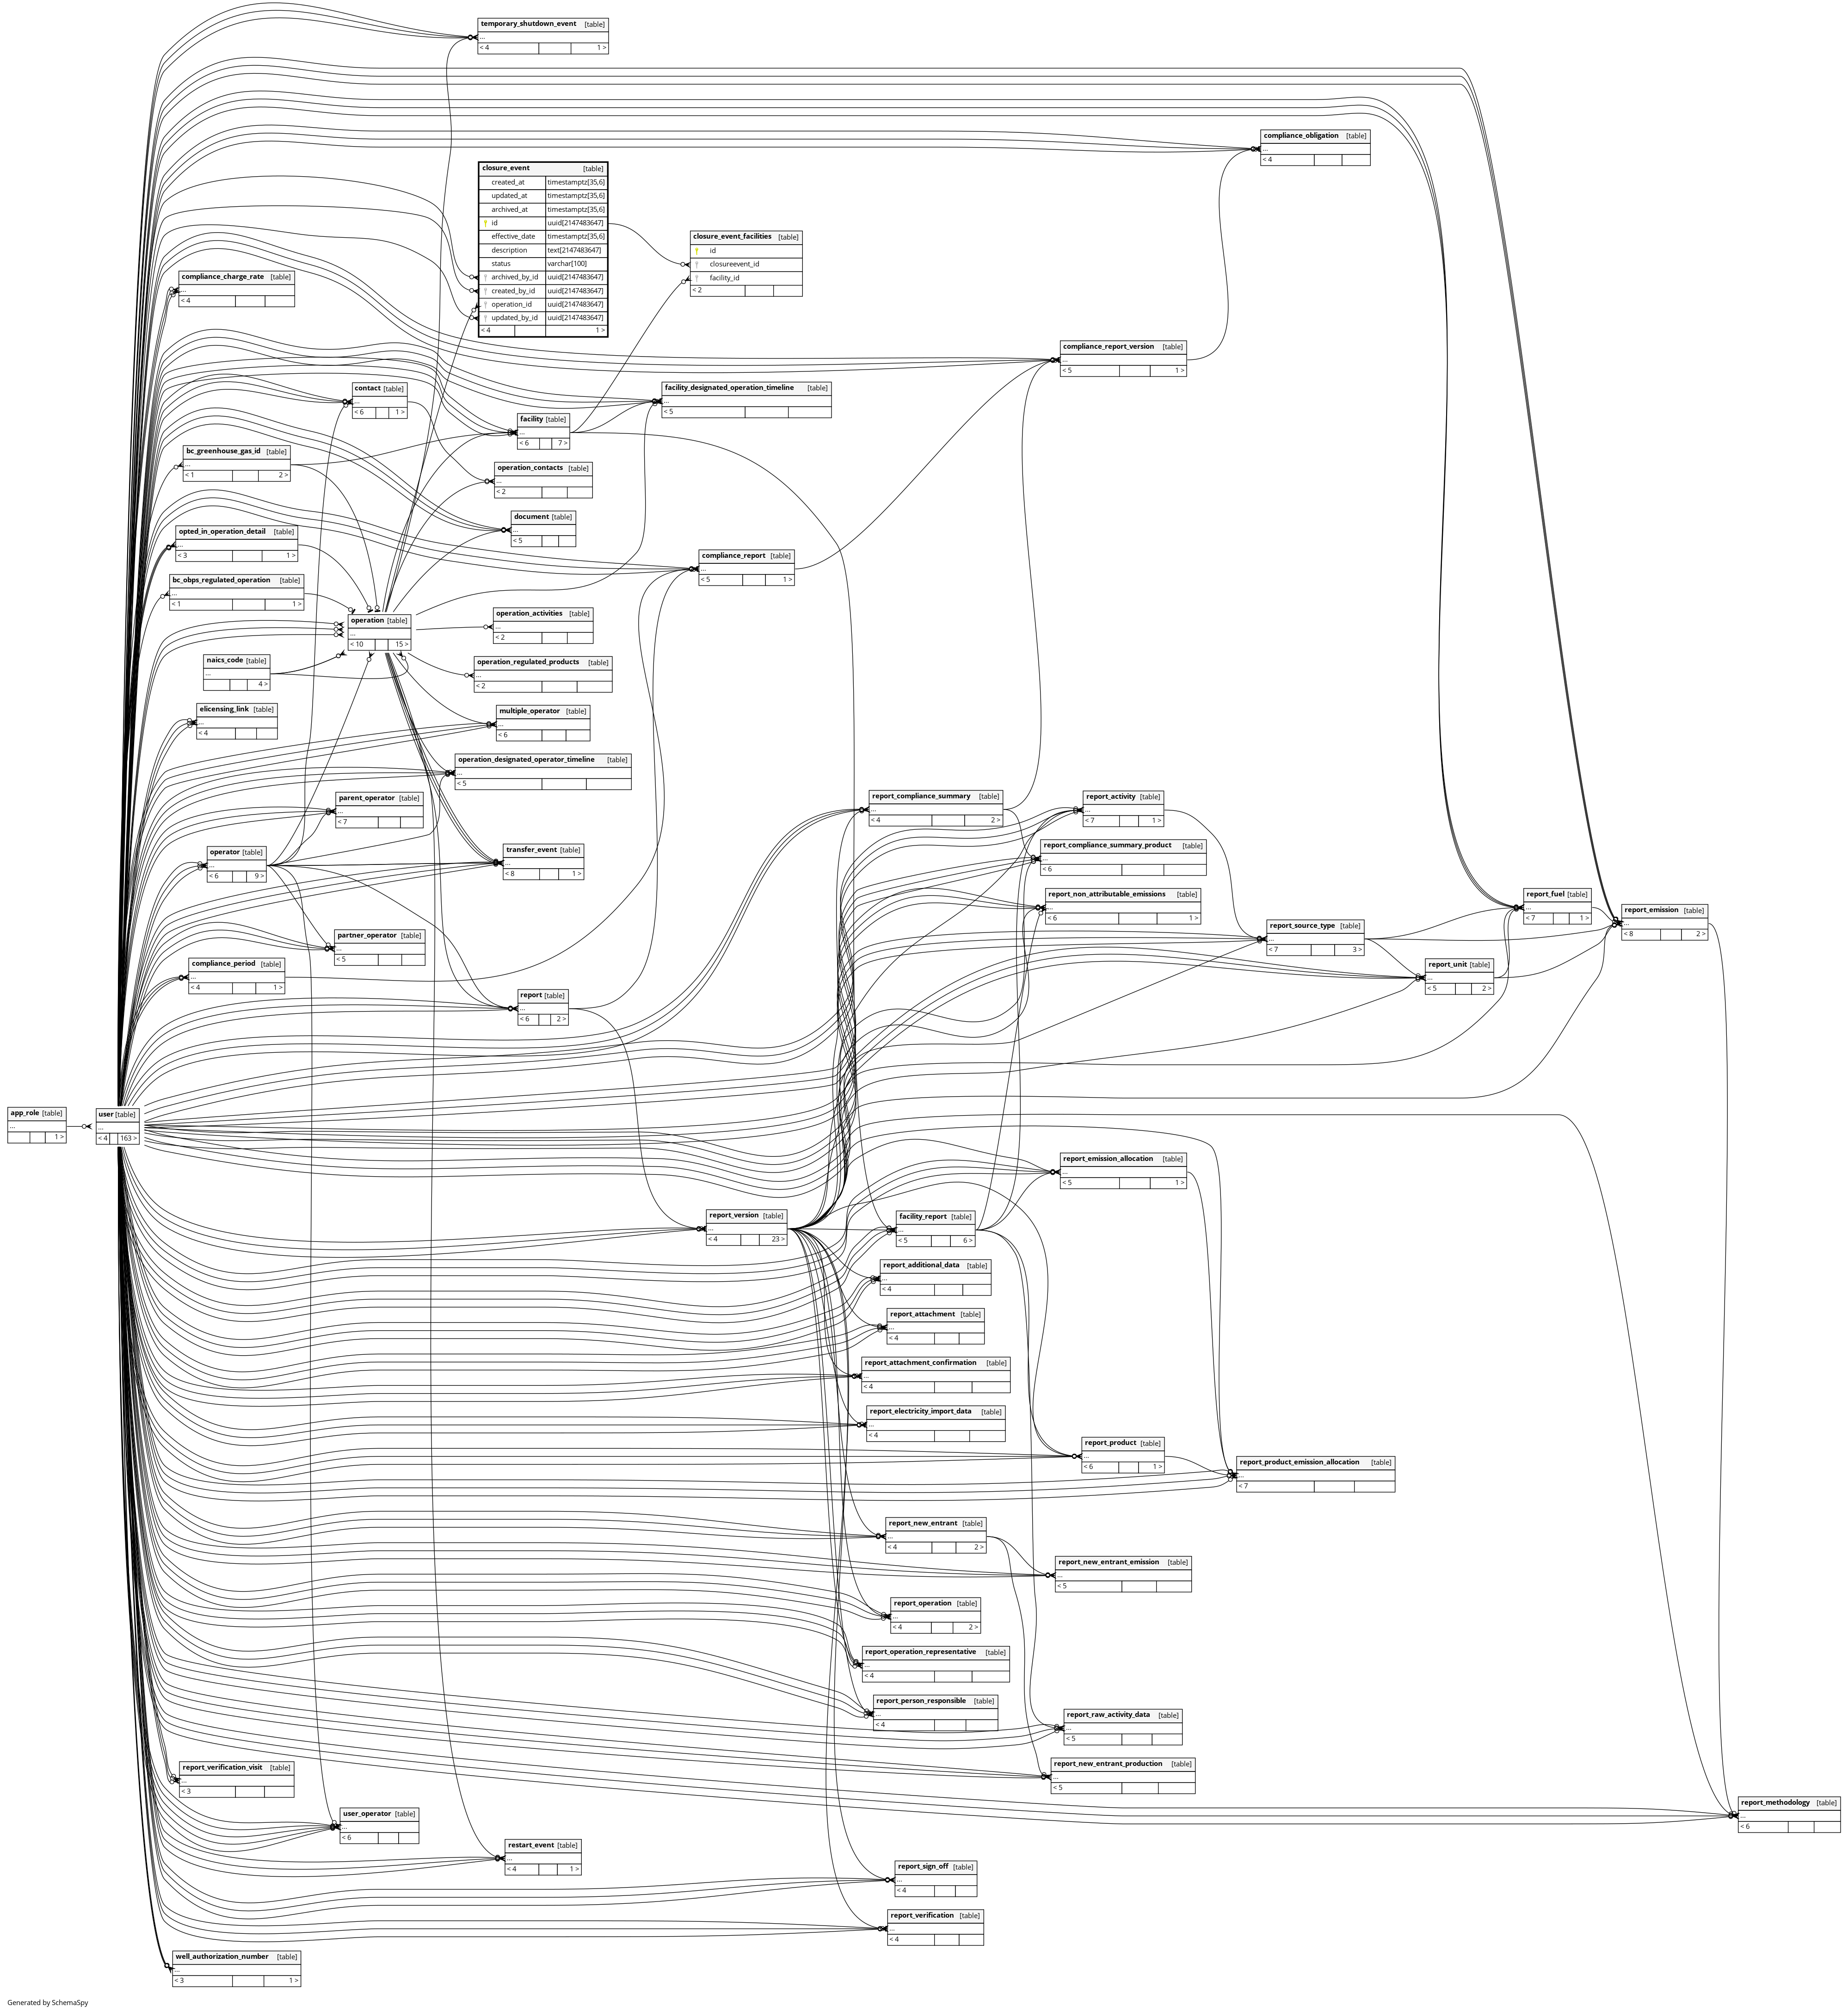 temporary_shutdown_event [table]
...
< 4 1 >
compliance_obligation [table]
...
< 4
closure_event [table]
created_at timestamptz[35,6]
updated_at timestamptz[35,6]
archived_at timestamptz[35,6]
id uuid[2147483647]
effective_date timestamptz[35,6]
description text[2147483647]
status varchar[100]
archived_by_id uuid[2147483647]
created_by_id uuid[2147483647]
operation_id uuid[2147483647]
updated_by_id uuid[2147483647]
< 4 1 >
closure_event_facilities [table]
id
closureevent_id
facility_id
< 2
compliance_charge_rate [table]
...
< 4
compliance_report_version [table]
...
< 5 1 >
contact [table]
...
< 6 1 >
facility_designated_operation_timeline [table]
...
< 5
facility [table]
...
< 6 7 >
bc_greenhouse_gas_id [table]
...
< 1 2 >
operation_contacts [table]
...
< 2
document [table]
...
< 5
opted_in_operation_detail [table]
...
< 3 1 >
compliance_report [table]
...
< 5 1 >
bc_obps_regulated_operation [table]
...
< 1 1 >
operation [table]
...
< 10 15 >
operation_activities [table]
...
< 2
naics_code [table]
...
4 >
operation_regulated_products [table]
...
< 2
elicensing_link [table]
...
< 4
multiple_operator [table]
...
< 6
operation_designated_operator_timeline [table]
...
< 5
parent_operator [table]
...
< 7
report_compliance_summary [table]
...
< 4 2 >
report_activity [table]
...
< 7 1 >
operator [table]
...
< 6 9 >
transfer_event [table]
...
< 8 1 >
report_compliance_summary_product [table]
...
< 6
report_non_attributable_emissions [table]
...
< 6 1 >
report_fuel [table]
...
< 7 1 >
report_emission [table]
...
< 8 2 >
report_source_type [table]
...
< 7 3 >
partner_operator [table]
...
< 5
compliance_period [table]
...
< 4 1 >
report_unit [table]
...
< 5 2 >
report [table]
...
< 6 2 >
app_role [table]
...
1 >
user [table]
...
< 4 163 >
report_emission_allocation [table]
...
< 5 1 >
report_version [table]
...
< 4 23 >
facility_report [table]
...
< 5 6 >
report_additional_data [table]
...
< 4
report_attachment [table]
...
< 4
report_attachment_confirmation [table]
...
< 4
report_electricity_import_data [table]
...
< 4
report_product [table]
...
< 6 1 >
report_product_emission_allocation [table]
...
< 7
report_new_entrant [table]
...
< 4 2 >
report_new_entrant_emission [table]
...
< 5
report_operation [table]
...
< 4 2 >
report_operation_representative [table]
...
< 4
report_person_responsible [table]
...
< 4
report_raw_activity_data [table]
...
< 5
report_verification_visit [table]
...
< 3
report_new_entrant_production [table]
...
< 5
report_methodology [table]
...
< 6
user_operator [table]
...
< 6
restart_event [table]
...
< 4 1 >
report_sign_off [table]
...
< 4
report_verification [table]
...
< 4
well_authorization_number [table]
...
< 3 1 >
Generated by SchemaSpy